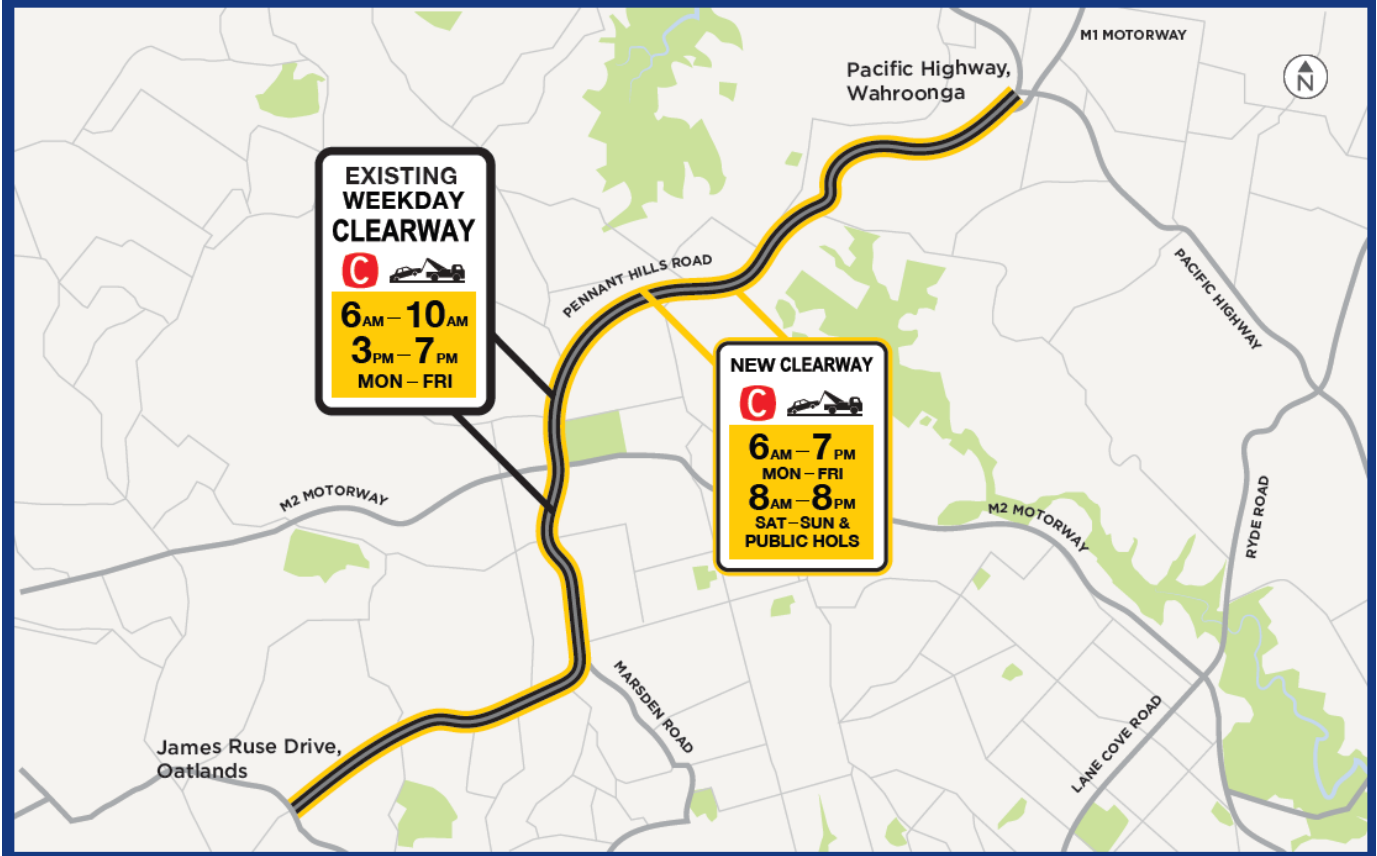 M1 MOTORWAY
Pacific Highway,
Wahroonga
N
EXISTING
WEEKDAY
CLEARWAY
C
6AM – 10AM
3PM – 7PM
MON – FRI
PENNANT HILLS ROAD
PACIFIC HIGHWAY
NEW CLEARWAY
C
6AM – 7PM
MON – FRI
8AM – 8PM
SAT – SUN &
PUBLIC HOLS
M2 MOTORWAY
M2 MOTORWAY
RYDE ROAD
MARSDEN ROAD
LANE COVE ROAD
James Ruse Drive,
Oatlands